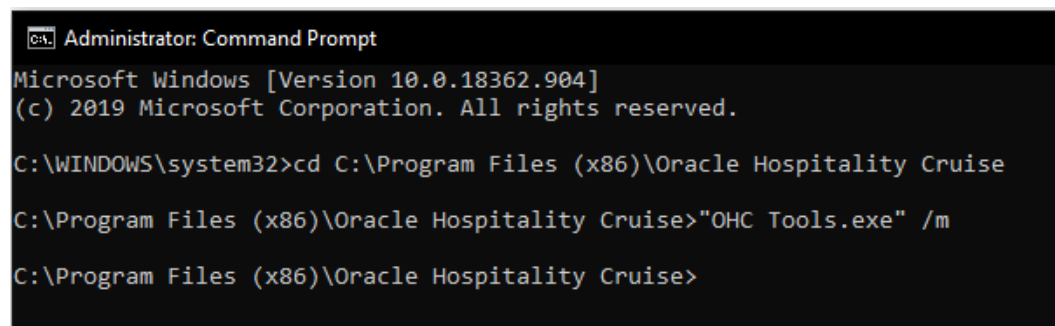 Administrator: Command Prompt
Microsoft Windows [Version 10.0.18362.904]
(c) 2019 Microsoft Corporation. All rights reserved.
C:\WINDOWS\system32>cd C:\Program Files (x86)\Oracle Hospitality Cruise
C:\Program Files (x86)\Oracle Hospitality Cruise>"OHC Tools.exe" /m
C:\Program Files (x86)\Oracle Hospitality Cruise>